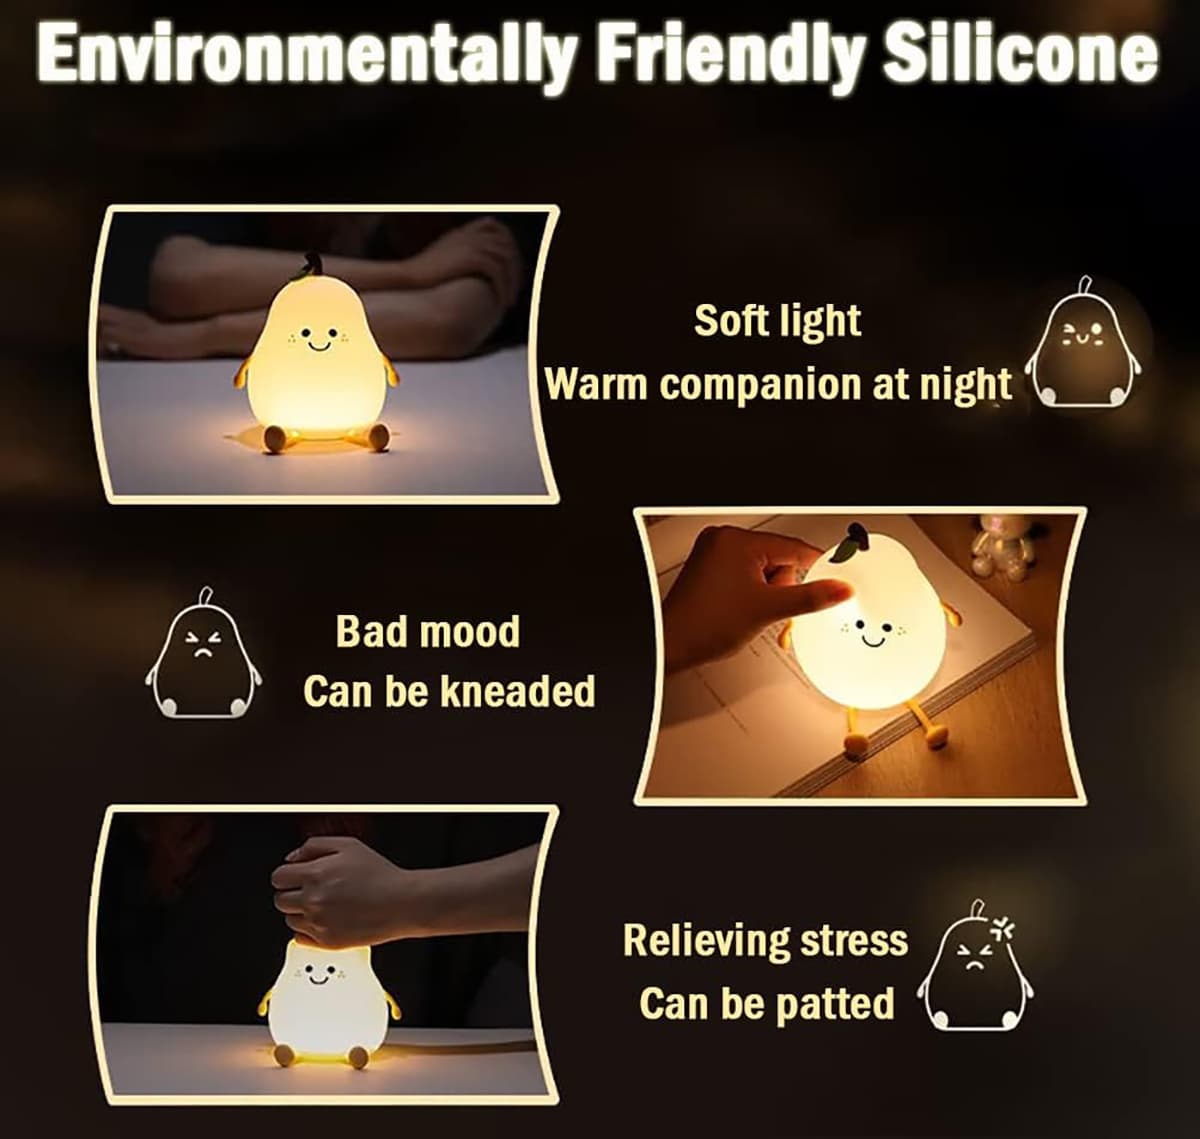 Environmentally Friendly Silicone
Soft light
Warm companion at night
Bad mood
Can be kneaded
Relieving stress
Can be patted